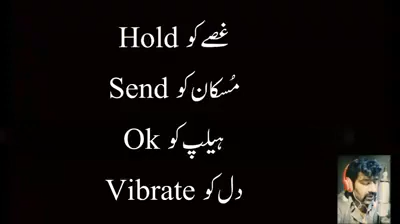 غصے کو Hold
مُسکان کو Send
ہیلپ کو Ok
دل کو Vibrate